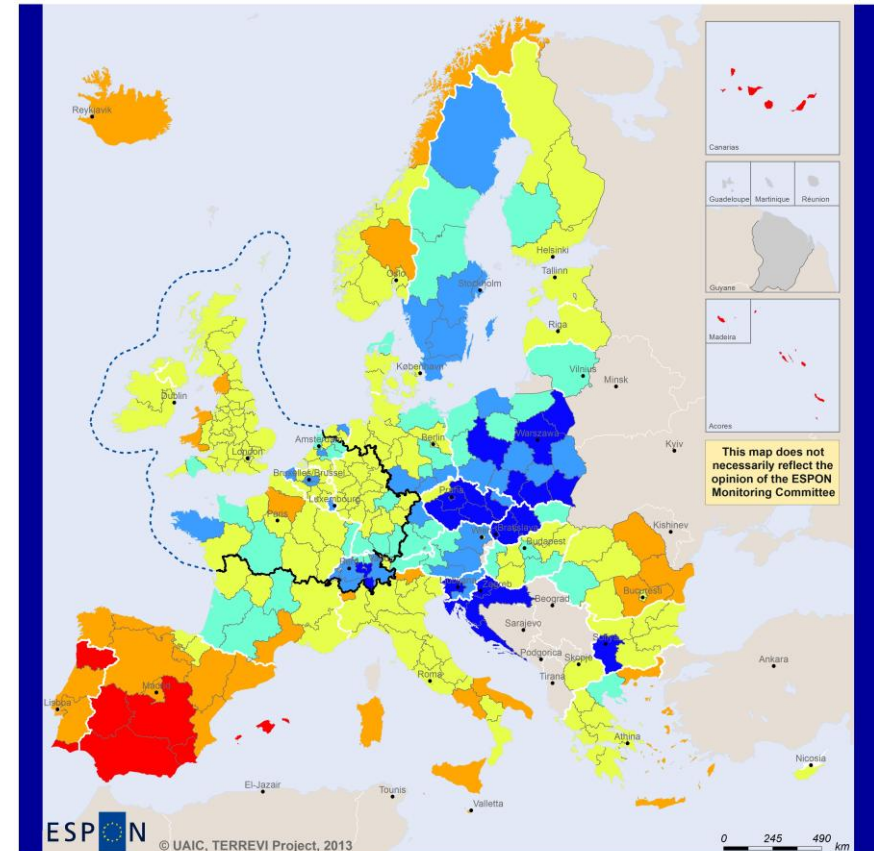 Reykjavik
Canarias
Guadeloupe Martinique Réunion
Guyane
Madeira
Acores
This map does not
necessarily reflect the
opinion of the ESPON
Monitoring Committee
Helsinki
Oslo
Tallinn
Stockholm
Riga
København
Vilnius
Minsk
Dublin
Amsterdam
Berlin
Warszawa
London
Kyiv
Bruxelles/Brussel
Praha
Luxembourg
Paris
Kishinev
Bratislava
Budapest
Ljubljana
Zagreb
Bucuresti
Beograd
Sarajevo
Sofia
Podgorica
Skopje
Madrid
Roma
Tirana
Ankara
Lisboa
Athina
Nicosia
El-Jazair
Tounis
Valletta
ESPON
© UAIC, TERREVI Project, 2013
0 245 490
km